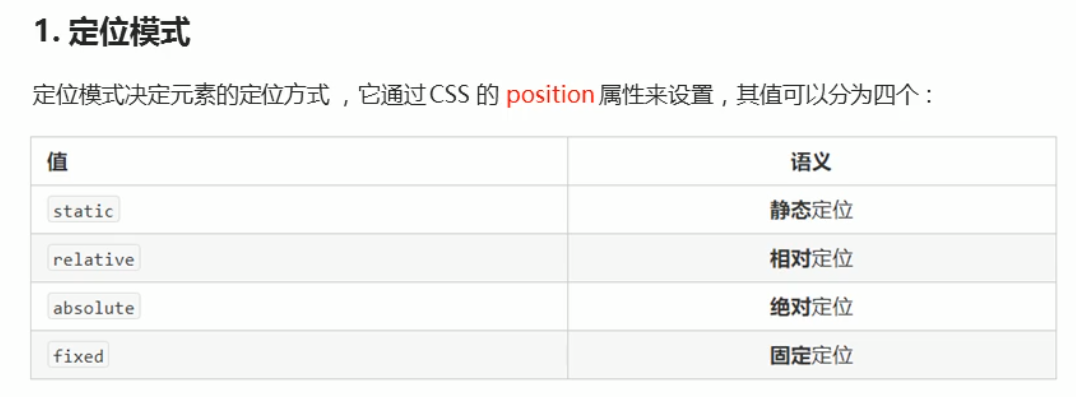 1. 定位模式
定位模式决定元素的定位方式 ，它通过CSS 的 position 属性来设置，其值可以分为四个：
值 语义
static 静态定位
relative 相对定位
absolute 绝对定位
fixed 固定定位